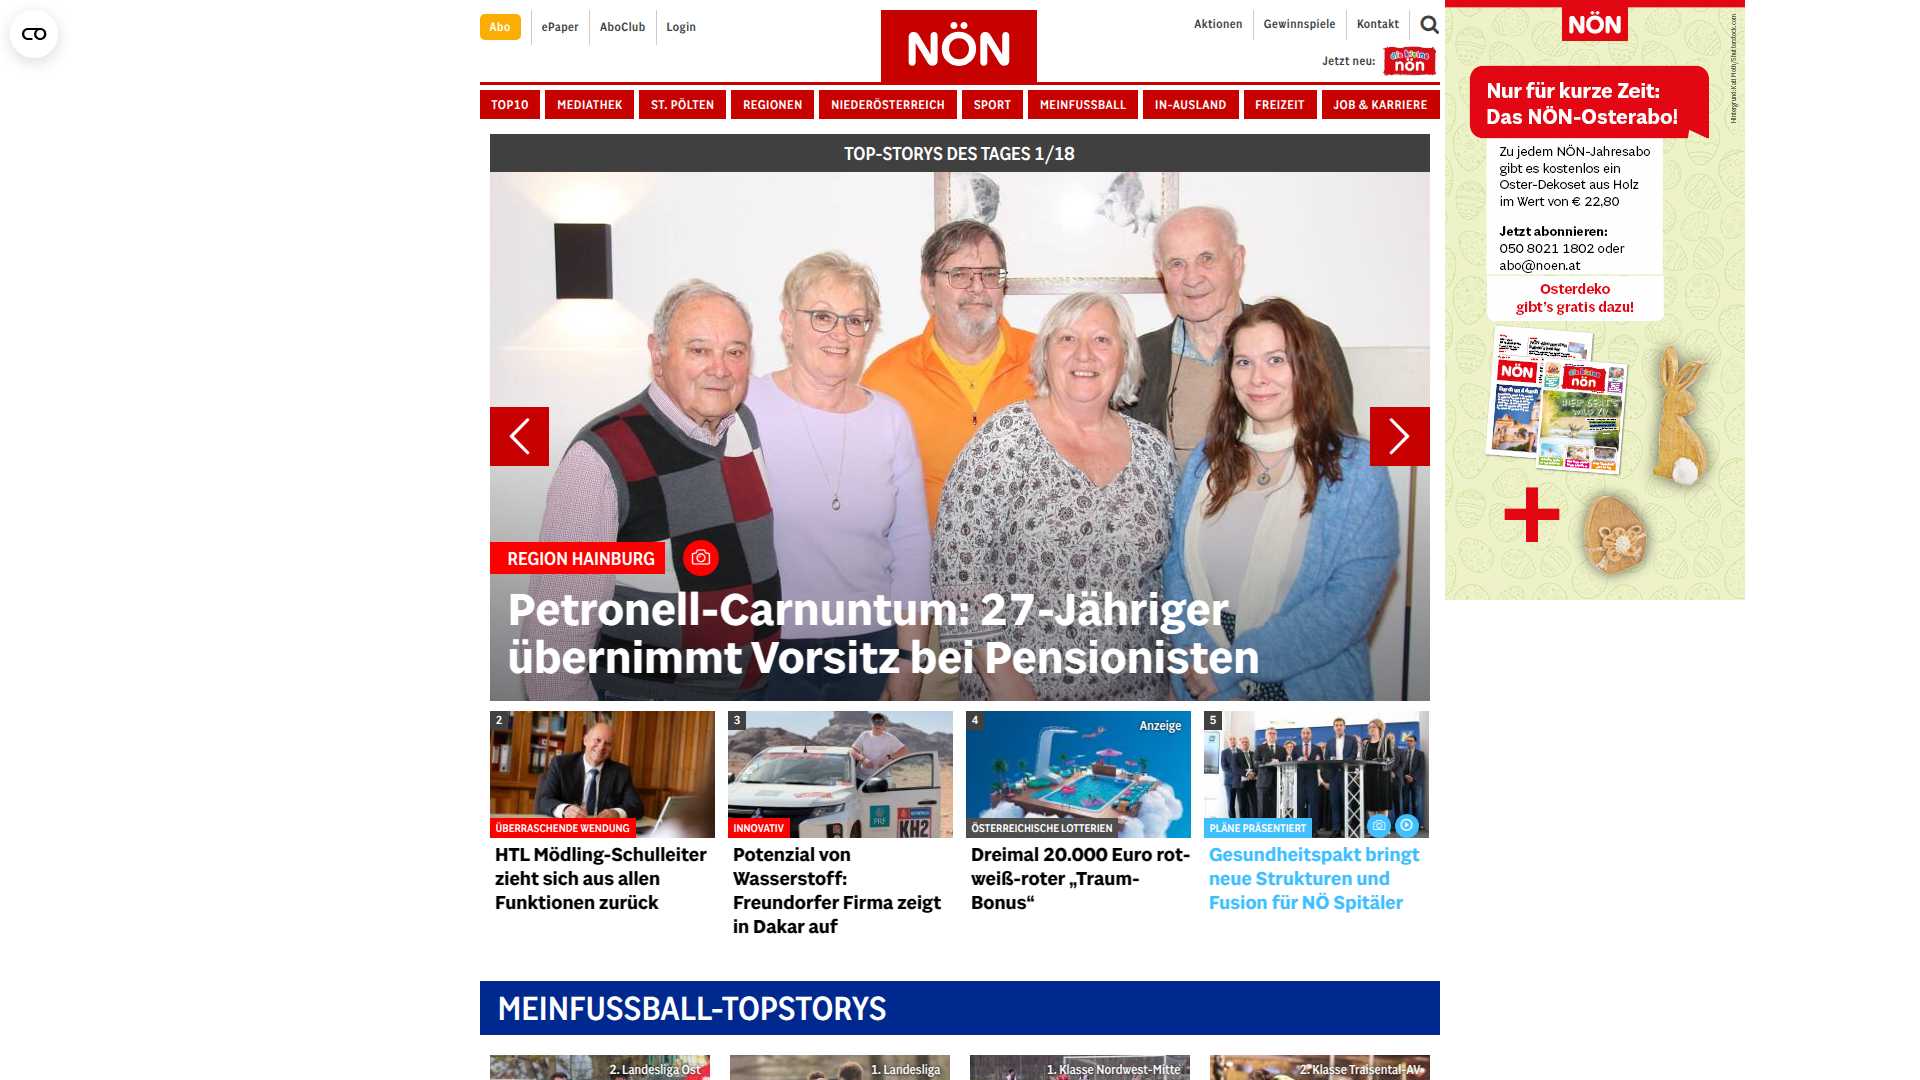 Abo
ePaper
AboClub
Login
NÖN
Aktionen
Gewinnspiele
Kontakt
Jetzt neu:
die kleine
nön
TOP10
MEDIATHEK
ST. PÖLTEN
REGIONEN
NIEDERÖSTERREICH
SPORT
MEINFUSSBALL
IN-AUSLAND
FREIZEIT
JOB & KARRIERE
TOP-STORYS DES TAGES 1/18
REGION HAINBURG
Petronell-Carnuntum: 27-Jähriger
übernimmt Vorsitz bei Pensionisten
2
ÜBERRASCHENDE WENDUNG
HTL Mödling-Schulleiter
zieht sich aus allen
Funktionen zurück
3
KH2
INNOVATIV
Potenzial von
Wasserstoff:
Freundorfer Firma zeigt
in Dakar auf
4
Anzeige
ÖSTERREICHISCHE LOTTERIEN
Dreimal 20.000 Euro rot-
weiß-roter „Traum-
Bonus“
5
PLÄNE PRÄSENTIERT
Gesundheitspakt bringt
neue Strukturen und
Fusion für NÖ Spitäler
MEINFUSSBALL-TOPSTORYS
2. Landesliga Ost
1. Landesliga
1. Klasse Nordwest-Mitte
2. Klasse Traisental-AV
NÖN
Nur für kurze Zeit:
Das NÖN-Osterabo!
Zu jedem NÖN-Jahresabo
gibt es kostenlos ein
Oster-Dekoset aus Holz
im Wert von € 22,80
Jetzt abonnieren:
050 8021 1802 oder
abo@noen.at
Osterdeko
gibt's gratis dazu!
NÖN
die kleine
nön